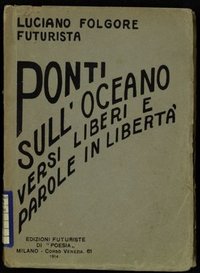 LUCIANO FOLGORE
FUTURISTA
PONTI
SULL'OCEANO
VERSI LIBERI E
PAROLE IN LIBERTÀ
EDIZIONI FUTURISTE
DI "POESIA"
MILANO - CORSO VENEZIA, 61
1914